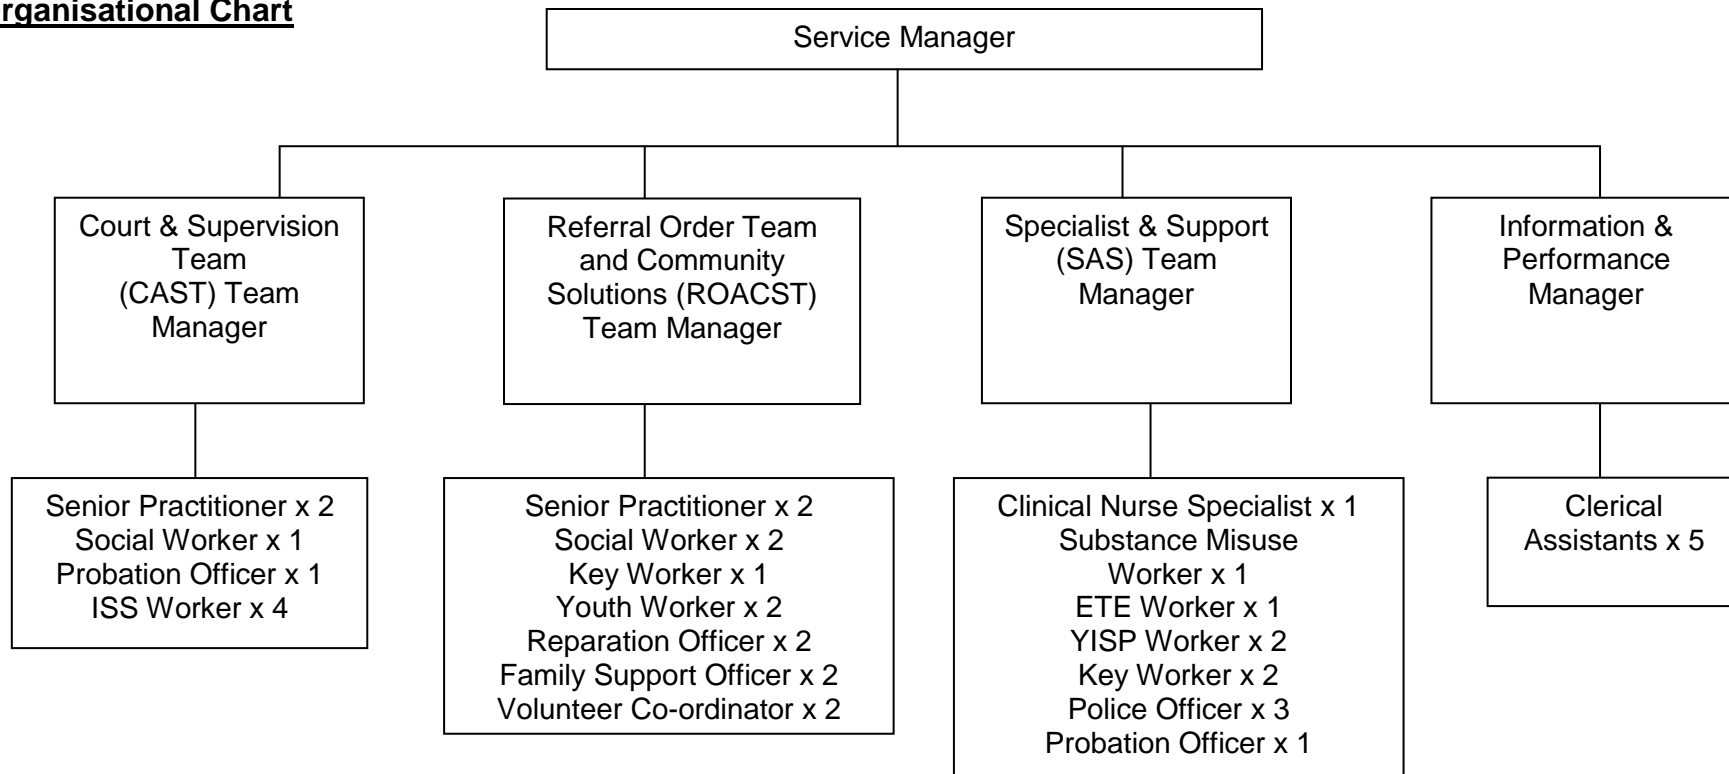 rganisational Chart
Service Manager
Court & Supervision
Team
(CAST) Team
Manager
Referral Order Team
and Community
Solutions (ROACST)
Team Manager
Specialist & Support
(SAS) Team
Manager
Information &
Performance
Manager
Senior Practitioner x 2
Social Worker x 1
Probation Officer x 1
ISS Worker x 4
Senior Practitioner x 2
Social Worker x 2
Key Worker x 1
Youth Worker x 2
Reparation Officer x 2
Family Support Officer x 2
Volunteer Co-ordinator x 2
Clinical Nurse Specialist x 1
Substance Misuse
Worker x 1
ETE Worker x 1
YISP Worker x 2
Key Worker x 2
Police Officer x 3
Probation Officer x 1
Clerical
Assistants x 5